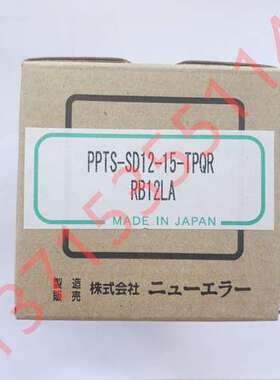 PPTS-SD12-15-TPQR
RB12LA
MADE IN JAPAN
製造
販売 株式会社 ニューエラー